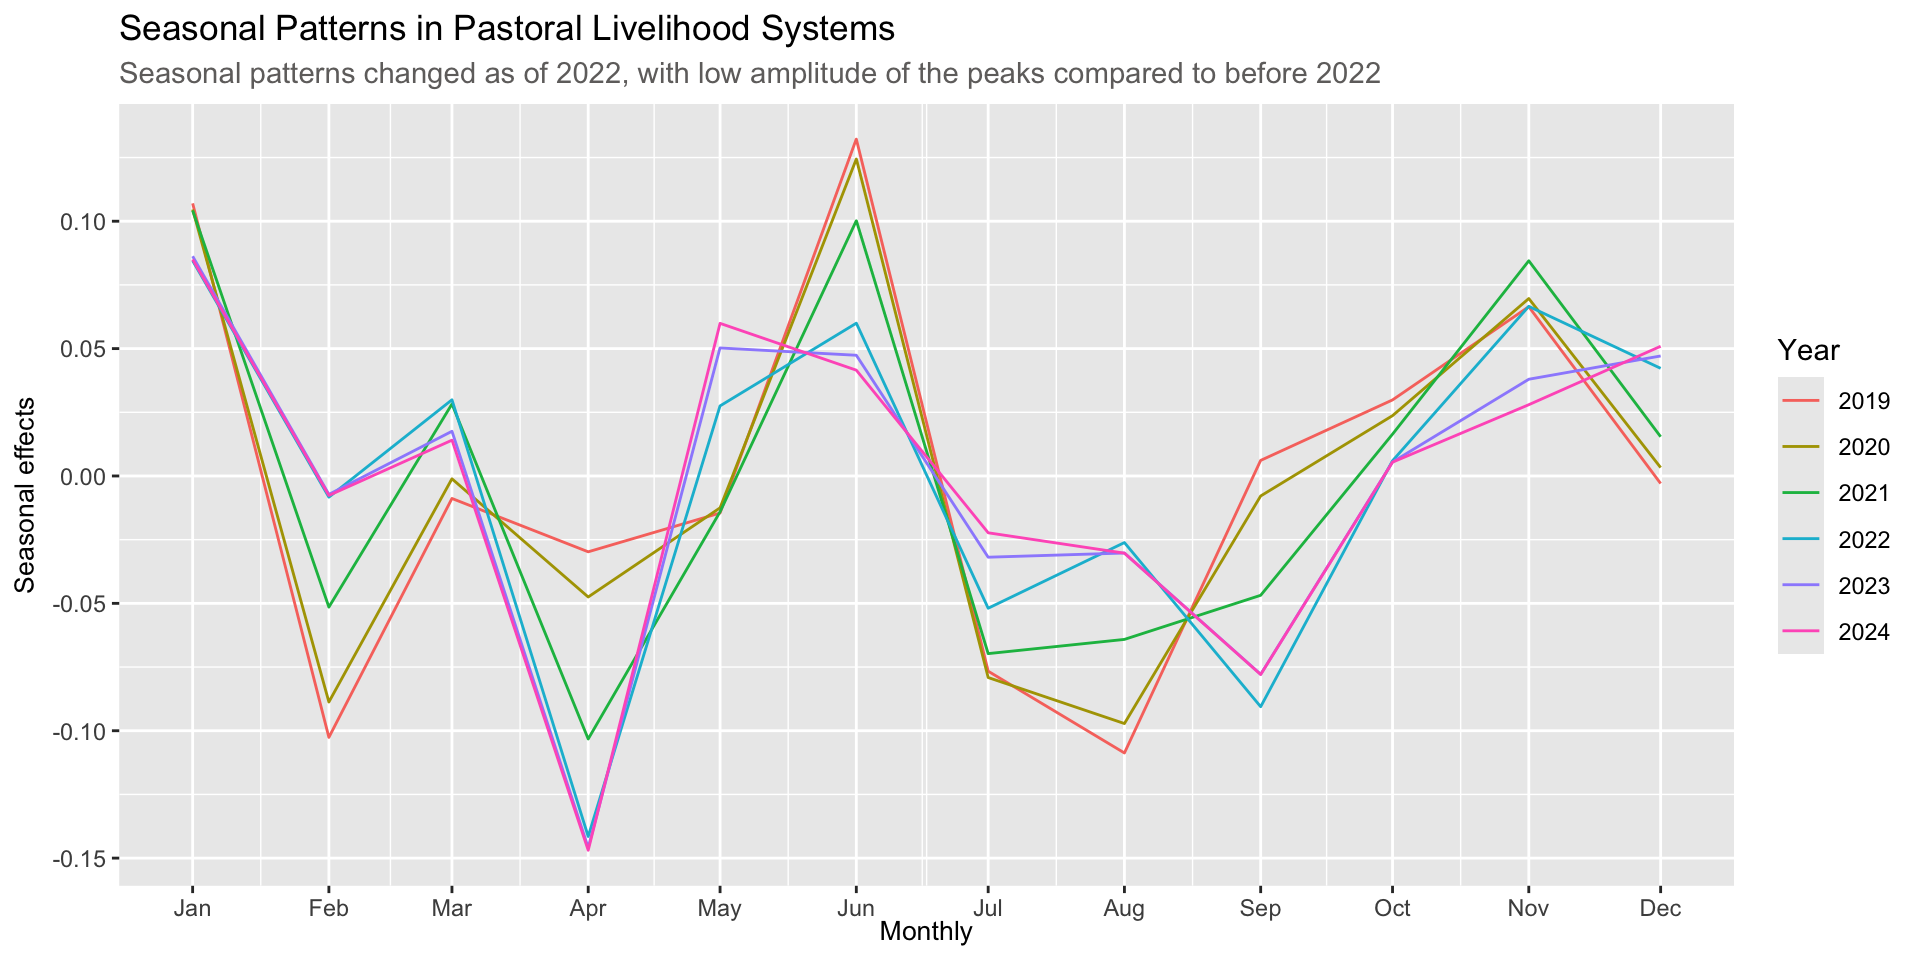 Seasonal Patterns in Pastoral Livelihood Systems
Seasonal patterns changed as of 2022, with low amplitude of the peaks compared to before 2022
Seasonal effects
0.10
0.05
0.00
-0.05
-0.10
-0.15
Jan Feb Mar Apr May Jun Jul Aug Sep Oct Nov Dec
Monthly
Year
2019
2020
2021
2022
2023
2024